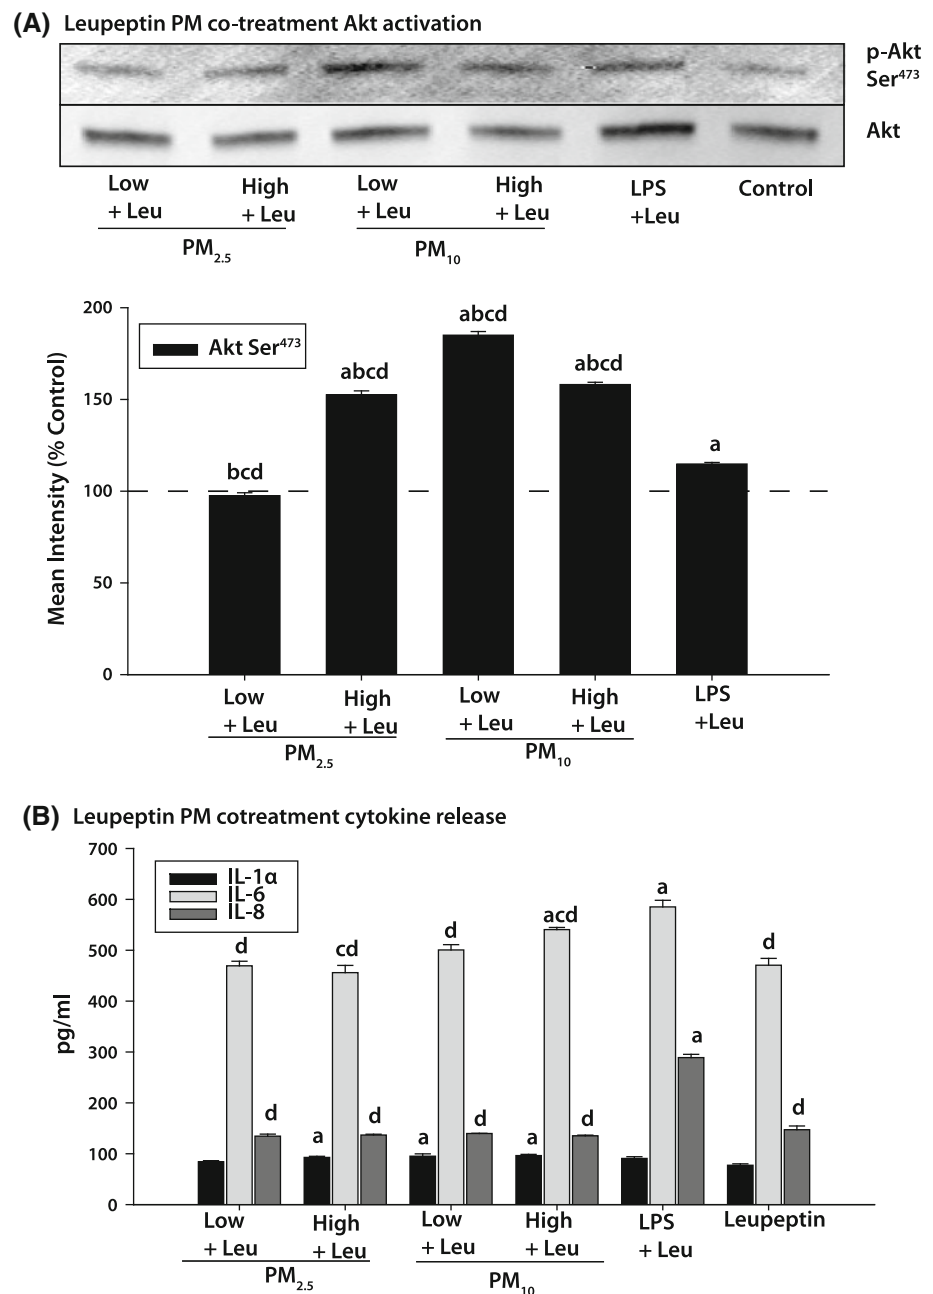 (A) Leupeptin PM co-treatment Akt activation
p-Akt
Ser473
Akt
Low + Leu
High + Leu
Low + Leu
High + Leu
LPS +Leu
Control
PM2.5
PM10
Mean Intensity (% Control)
200
150
100
50
0
Akt Ser473
bcd
abcd
abcd
abcd
a
Low + Leu
High + Leu
Low + Leu
High + Leu
LPS +Leu
PM2.5
PM10
(B) Leupeptin PM cotreatment cytokine release
pg/ml
700
600
500
400
300
200
100
0
IL-1α
IL-6
IL-8
d
d
a
cd
d
a
d
d
a
acd
d
a
a
d
d
Low + Leu
High + Leu
Low + Leu
High + Leu
LPS + Leu
Leupeptin
PM2.5
PM10